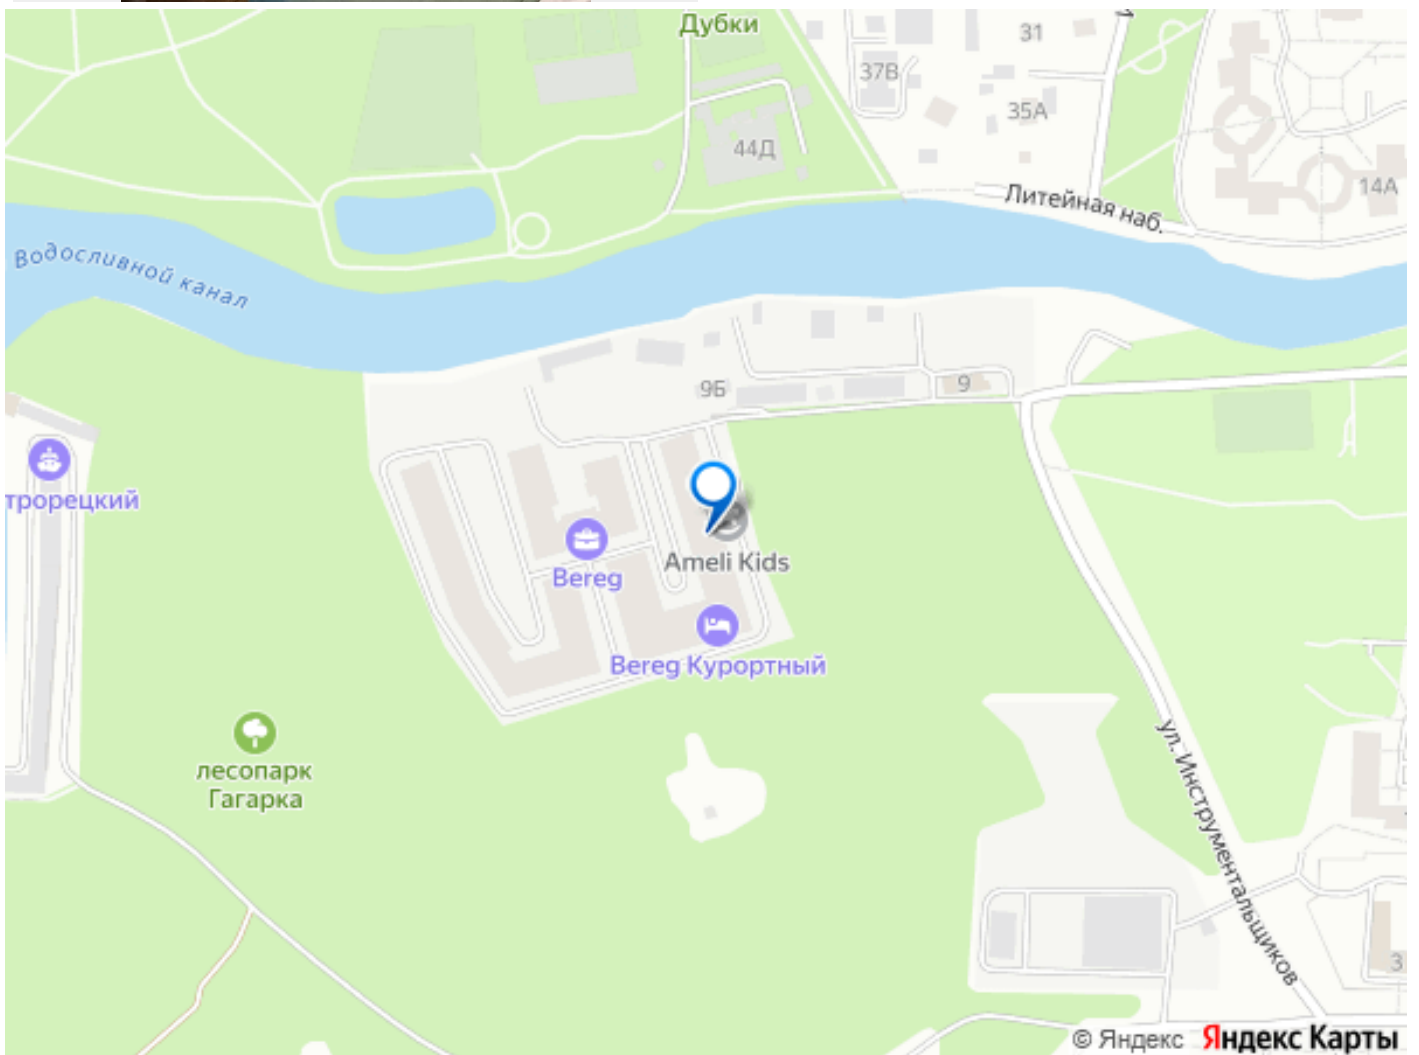 Дубки
31
37В
35А
44Д
14А
Литейная наб.
Водосливной канал
9Б
9
трорецкий
Ameli Kids
Bereg
Bereg Курортный
лесопарк
Гагарка
ул. Инструментальщиков
3
© Яндекс Яндекс Карты